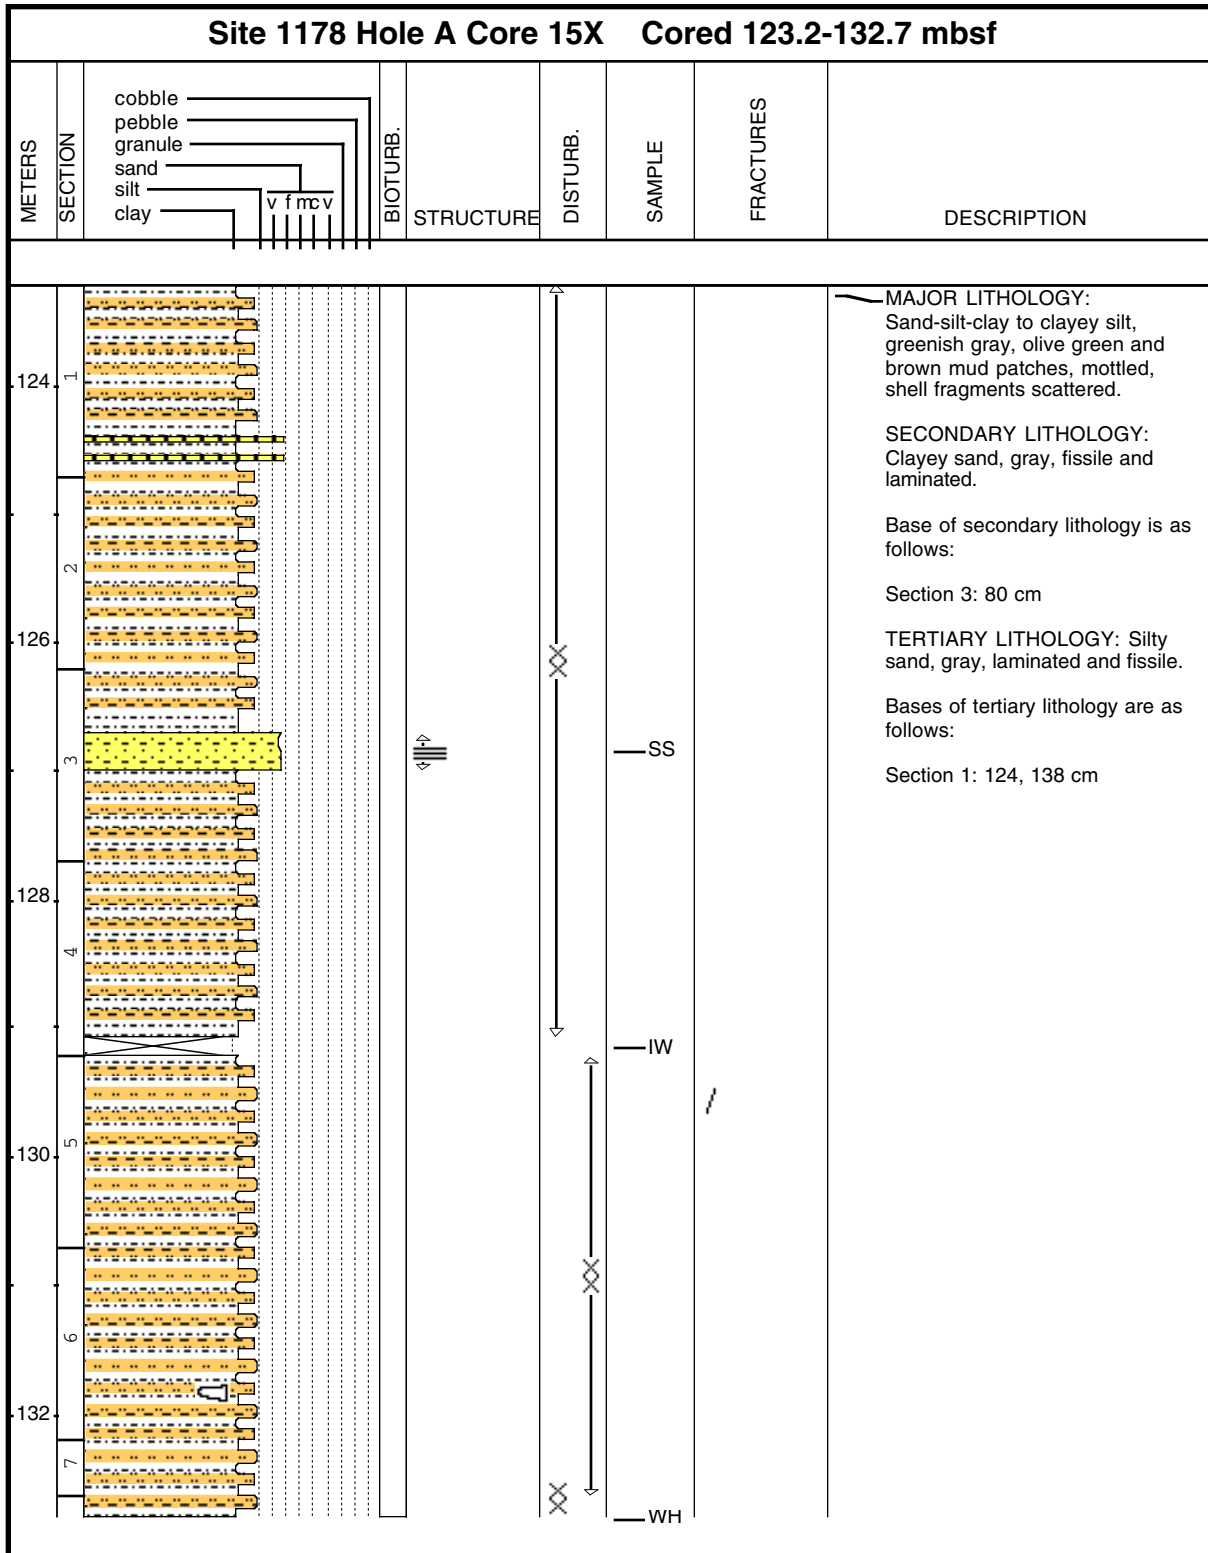 Site 1178 Hole A Core 15X Cored 123.2-132.7 mbsf
METERS
SECTION
cobble
pebble
granule
sand
silt
clay
v f m c v
BIOTURB.
STRUCTURE
DISTURB.
SAMPLE
FRACTURES
DESCRIPTION
124
126
128
130
132
1
2
3
4
5
6
7
SS
IW
WH
MAJOR LITHOLOGY:
Sand-silt-clay to clayey silt,
greenish gray, olive green and
brown mud patches, mottled,
shell fragments scattered.
SECONDARY LITHOLOGY:
Clayey sand, gray, fissile and
laminated.
Base of secondary lithology is as
follows:
Section 3: 80 cm
TERTIARY LITHOLOGY: Silty
sand, gray, laminated and fissile.
Bases of tertiary lithology are as
follows:
Section 1: 124, 138 cm